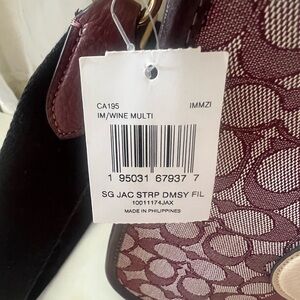 CA195 IMMZI
IM/WINE MULTI
1 95031 67937 7
SG JAC STRP DMSY FIL
10011174JAX
MADE IN PHILIPPINES